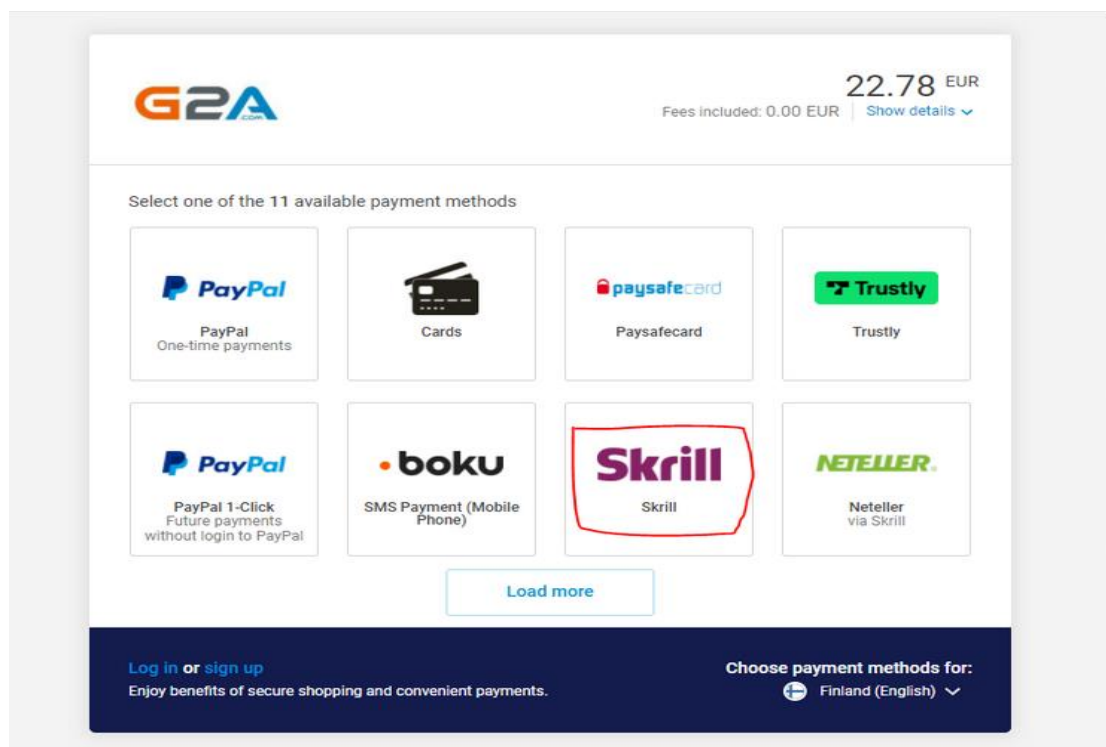 G2A
.COM
22.78 EUR
Fees included: 0.00 EUR Show details
Select one of the 11 available payment methods
PayPal
PayPal
One-time payments
Cards
paysafecard
Paysafecard
Trustly
Trustly
PayPal
PayPal 1-Click
Future payments
without login to PayPal
boku
SMS Payment (Mobile
Phone)
Skrill
Skrill
NETELLER.
Neteller
via Skrill
Load more
Log in or sign up
Enjoy benefits of secure shopping and convenient payments.
Choose payment methods for:
Finland (English)